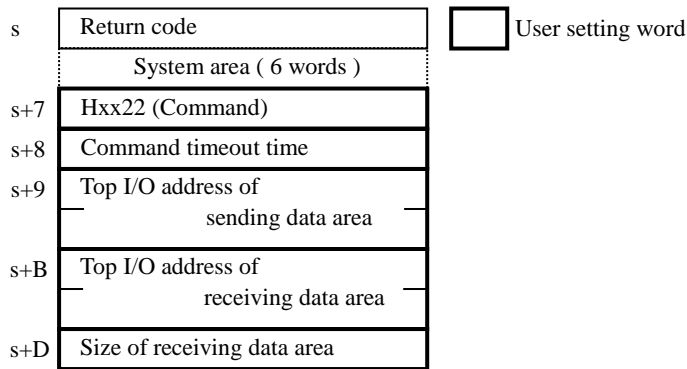 s Return code User setting word
System area ( 6 words )
s+7 Hxx22 (Command)
s+8 Command timeout time
s+9 Top I/O address of
sending data area
s+B Top I/O address of
receiving data area
s+D Size of receiving data area